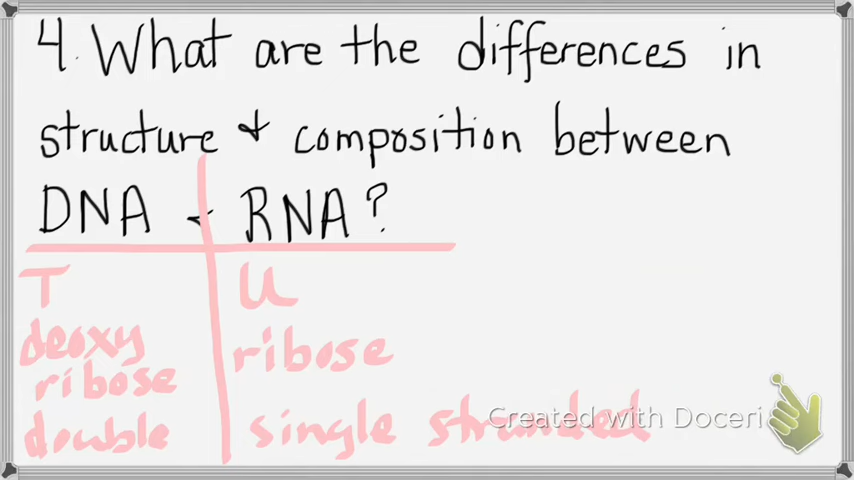 4. What are the differences in
structure & composition between
DNA & RNA?
T U
deoxy
ribose ribose
double single stranded
Created with Doceri